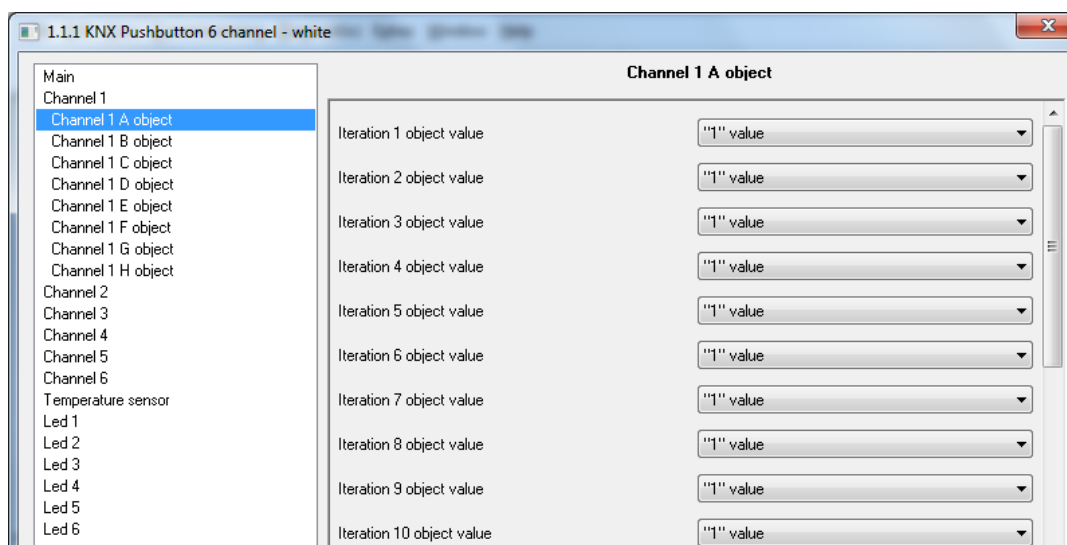 1.1.1 KNX Pushbutton 6 channel - white
Main
Channel 1
Channel 1 A object
Channel 1 B object
Channel 1 C object
Channel 1 D object
Channel 1 E object
Channel 1 F object
Channel 1 G object
Channel 1 H object
Channel 2
Channel 3
Channel 4
Channel 5
Channel 6
Temperature sensor
Led 1
Led 2
Led 3
Led 4
Led 5
Led 6
Channel 1 A object
Iteration 1 object value "1" value
Iteration 2 object value "1" value
Iteration 3 object value "1" value
Iteration 4 object value "1" value
Iteration 5 object value "1" value
Iteration 6 object value "1" value
Iteration 7 object value "1" value
Iteration 8 object value "1" value
Iteration 9 object value "1" value
Iteration 10 object value "1" value